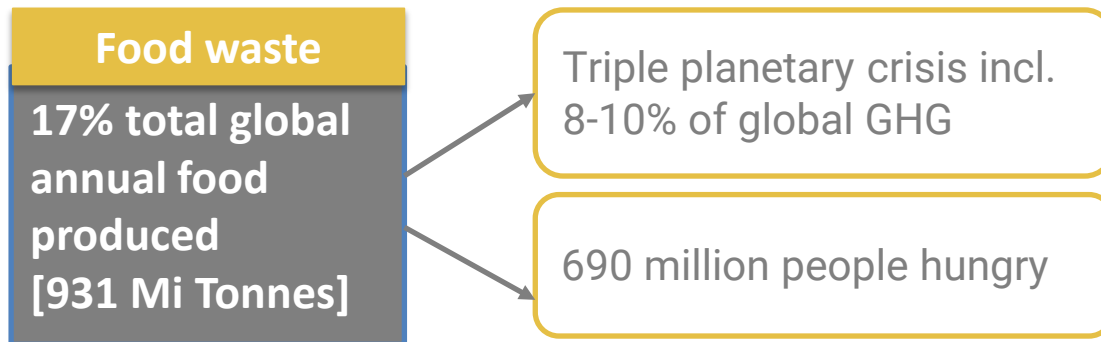 Food waste
17% total global
annual food
produced
[931 Mi Tonnes]
Triple planetary crisis incl.
8-10% of global GHG
690 million people hungry